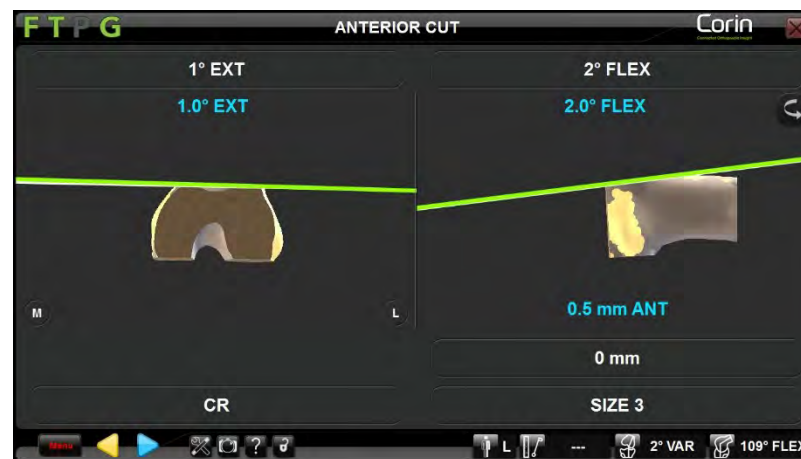 F T P G
ANTERIOR CUT
Corin
1° EXT
2° FLEX
1.0° EXT
2.0° FLEX
M
L
0.5 mm ANT
0 mm
CR
SIZE 3
Menu
?
L
---
2° VAR
109° FLEX